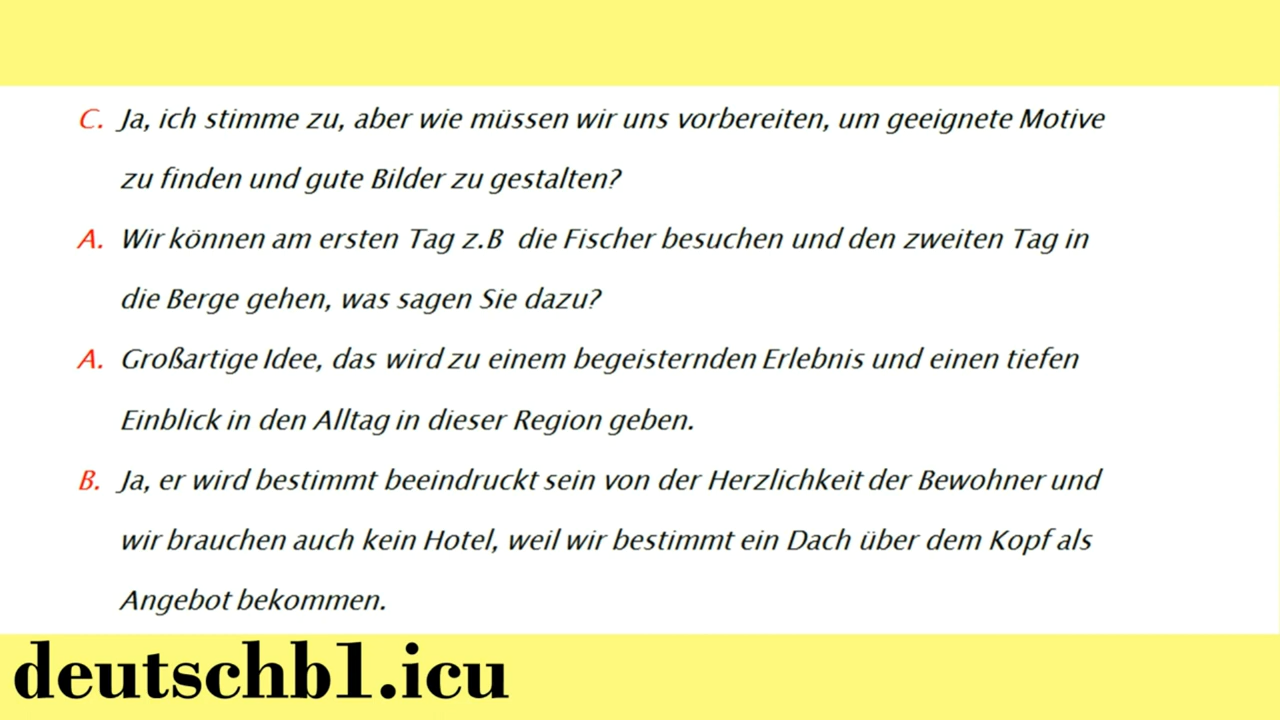 C. Ja, ich stimme zu, aber wie müssen wir uns vorbereiten, um geeignete Motive
zu finden und gute Bilder zu gestalten?
A. Wir können am ersten Tag z.B die Fischer besuchen und den zweiten Tag in
die Berge gehen, was sagen Sie dazu?
A. Großartige Idee, das wird zu einem begeisternden Erlebnis und einen tiefen
Einblick in den Alltag in dieser Region geben.
B. Ja, er wird bestimmt beeindruckt sein von der Herzlichkeit der Bewohner und
wir brauchen auch kein Hotel, weil wir bestimmt ein Dach über dem Kopf als
Angebot bekommen.
deutschb1.icu